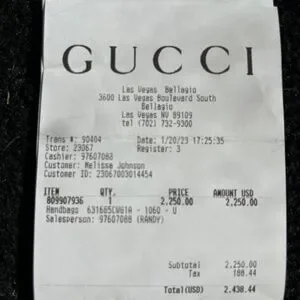 GUCCI
Las Vegas Bellagio
3600 Las Vegas Boulevard South
Bellagio
Las Vegas NV 89109
tel (702) 732-9300
Trans #: 90404 Date: 1/20/23 17:25:35
Store: 23067 Register: 3
Cashier: 97607088
Customer: Melissa Johnson
Customer ID: 23067003014454
ITEM QTY. PRICE AMOUNT USD
809907936 1 2,250.00 2,250.00
Handbags 631685CV61A - 1060 - U
Salesperson: 97607088 (RANDY)
Subtotal 2,250.00
Tax 188.44
Total(USD) 2,438.44